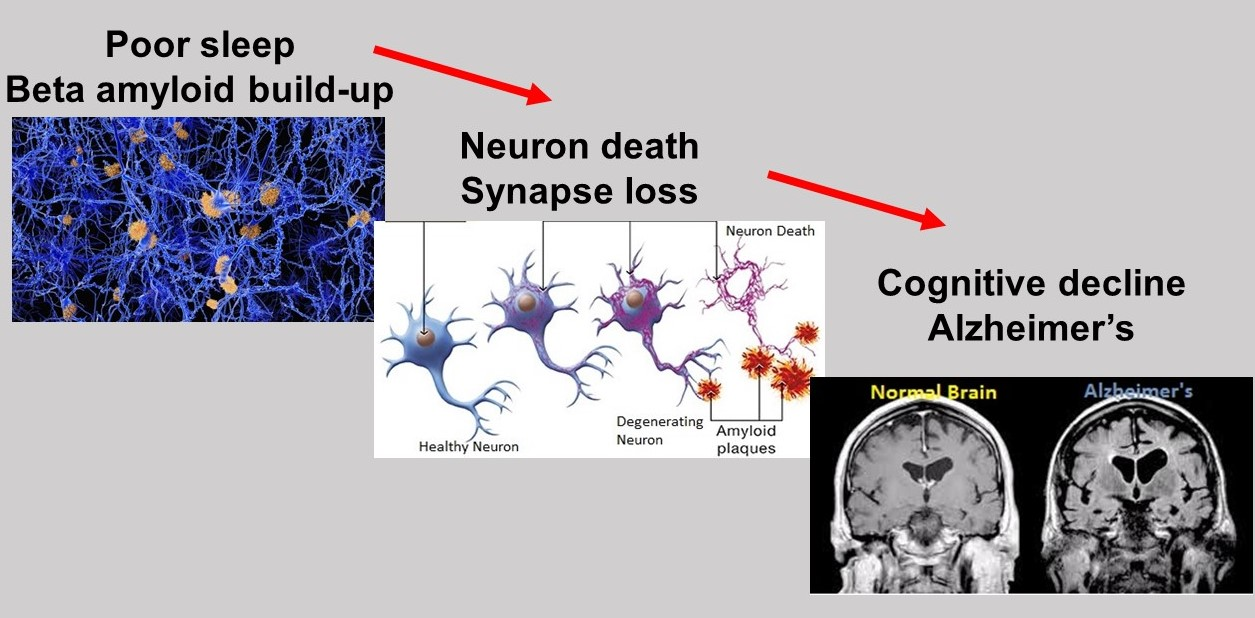 Poor sleep
Beta amyloid build-up
Neuron death
Synapse loss
Neuron Death
Healthy Neuron
Degenerating
Neuron
Amyloid
plaques
Cognitive decline
Alzheimer’s
Normal Brain
Alzheimer's